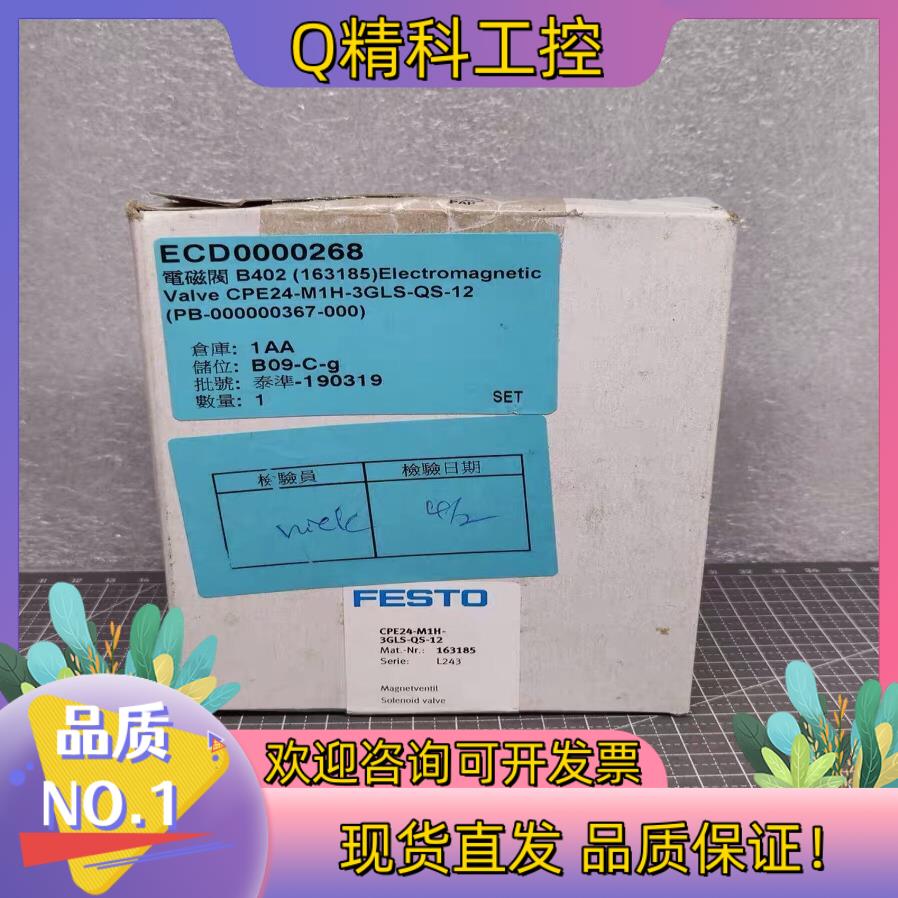 Q精科工控
PAP
ECD0000268
電磁閥 B402 (163185)Electromagnetic
Valve CPE24-M1H-3GLS-QS-12
(PB-000000367-000)
倉庫: 1AA
儲位: B09-C-g
批號: 泰準-190319
數量: 1
SET
檢驗員
檢驗日期
nick
4/2
FESTO
CPE24-M1H-
3GLS-QS-12
Mat.-Nr.: 163185
Serie: L243
Magnetventil
Solenoid valve
品质
NO.1
欢迎咨询可开发票
现货直发 品质保证！